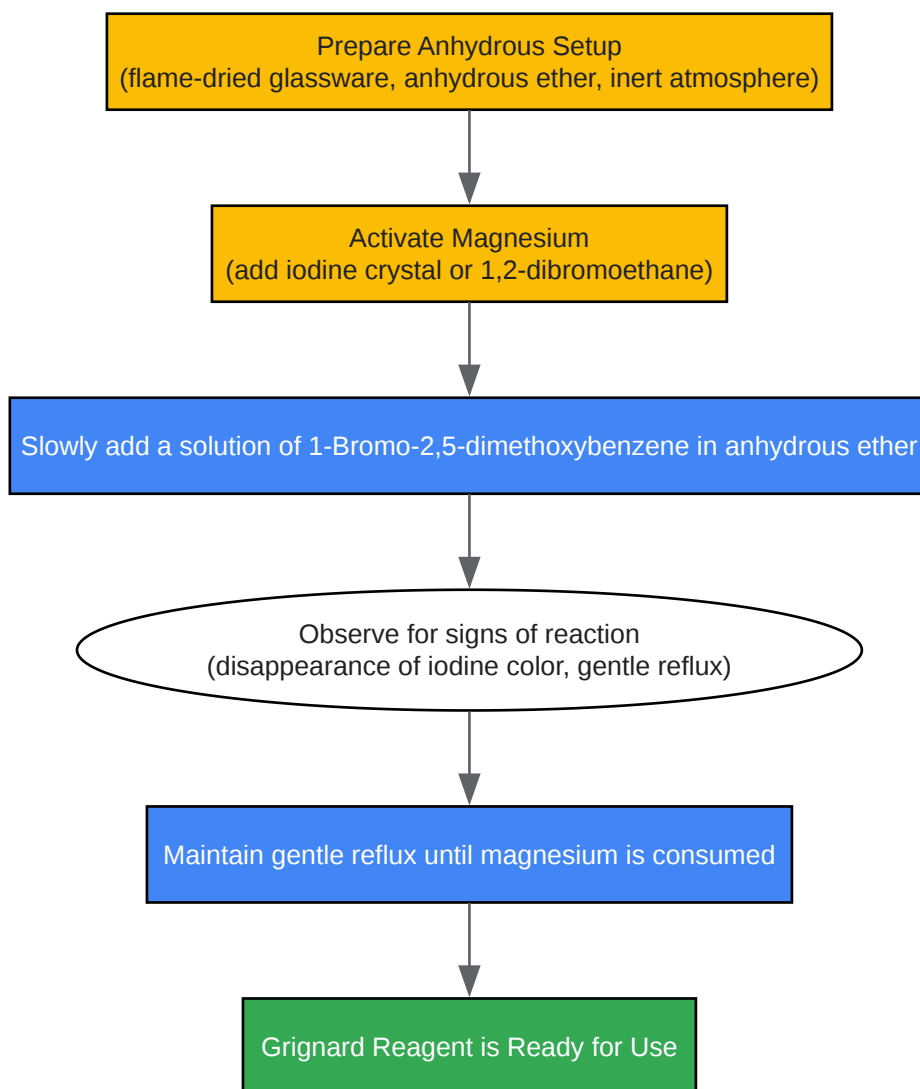 Prepare Anhydrous Setup
(flame-dried glassware, anhydrous ether, inert atmosphere)
Activate Magnesium
(add iodine crystal or 1,2-dibromoethane)
Slowly add a solution of 1-Bromo-2,5-dimethoxybenzene in anhydrous ether
Observe for signs of reaction
(disappearance of iodine color, gentle reflux)
Maintain gentle reflux until magnesium is consumed
Grignard Reagent is Ready for Use